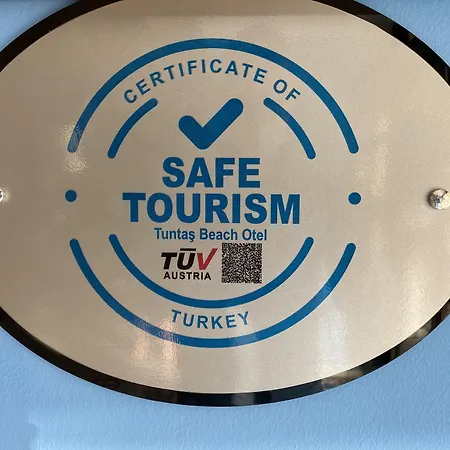 CERTIFICATE OF
SAFE
TOURISM
Tuntaş Beach Otel
TÜV
AUSTRIA
TURKEY